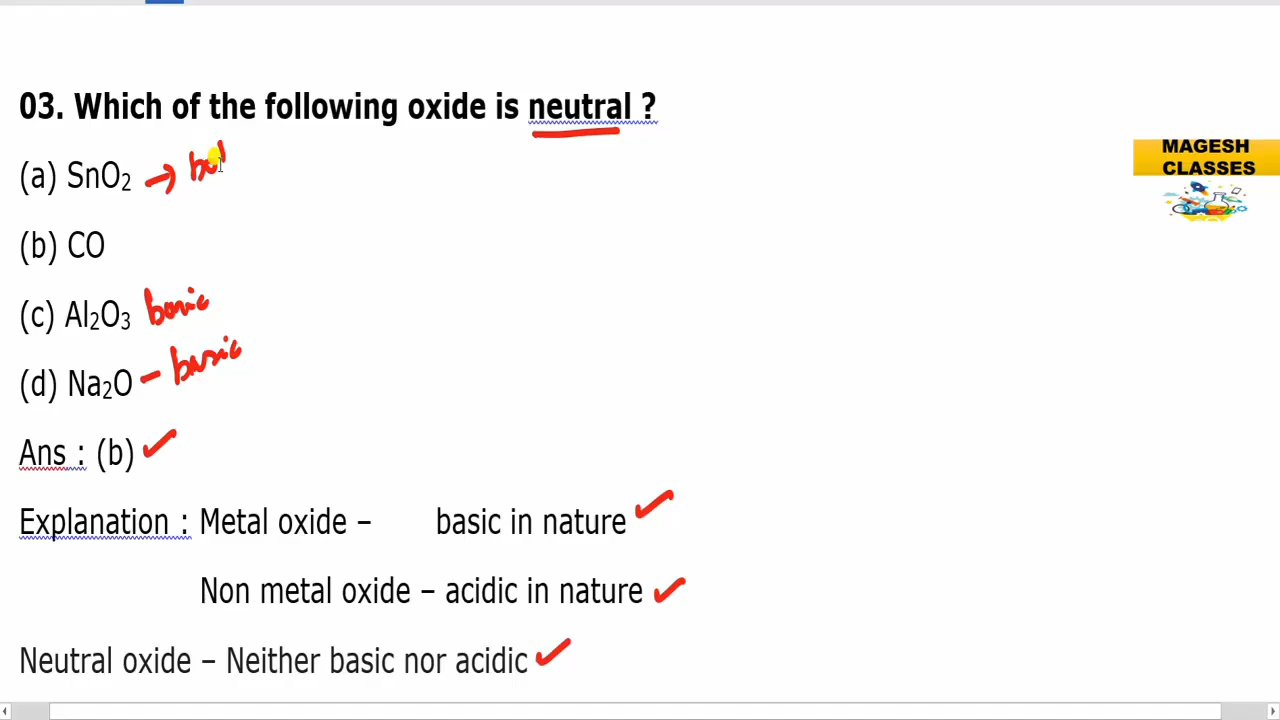 03. Which of the following oxide is neutral ?
(a) SnO₂ →
MAGESH
CLASSES
(b) CO
(c) Al₂O₃ basic
(d) Na₂O – basic
Ans : (b) ✓
Explanation : Metal oxide – basic in nature ✓
Non metal oxide – acidic in nature ✓
Neutral oxide – Neither basic nor acidic ✓